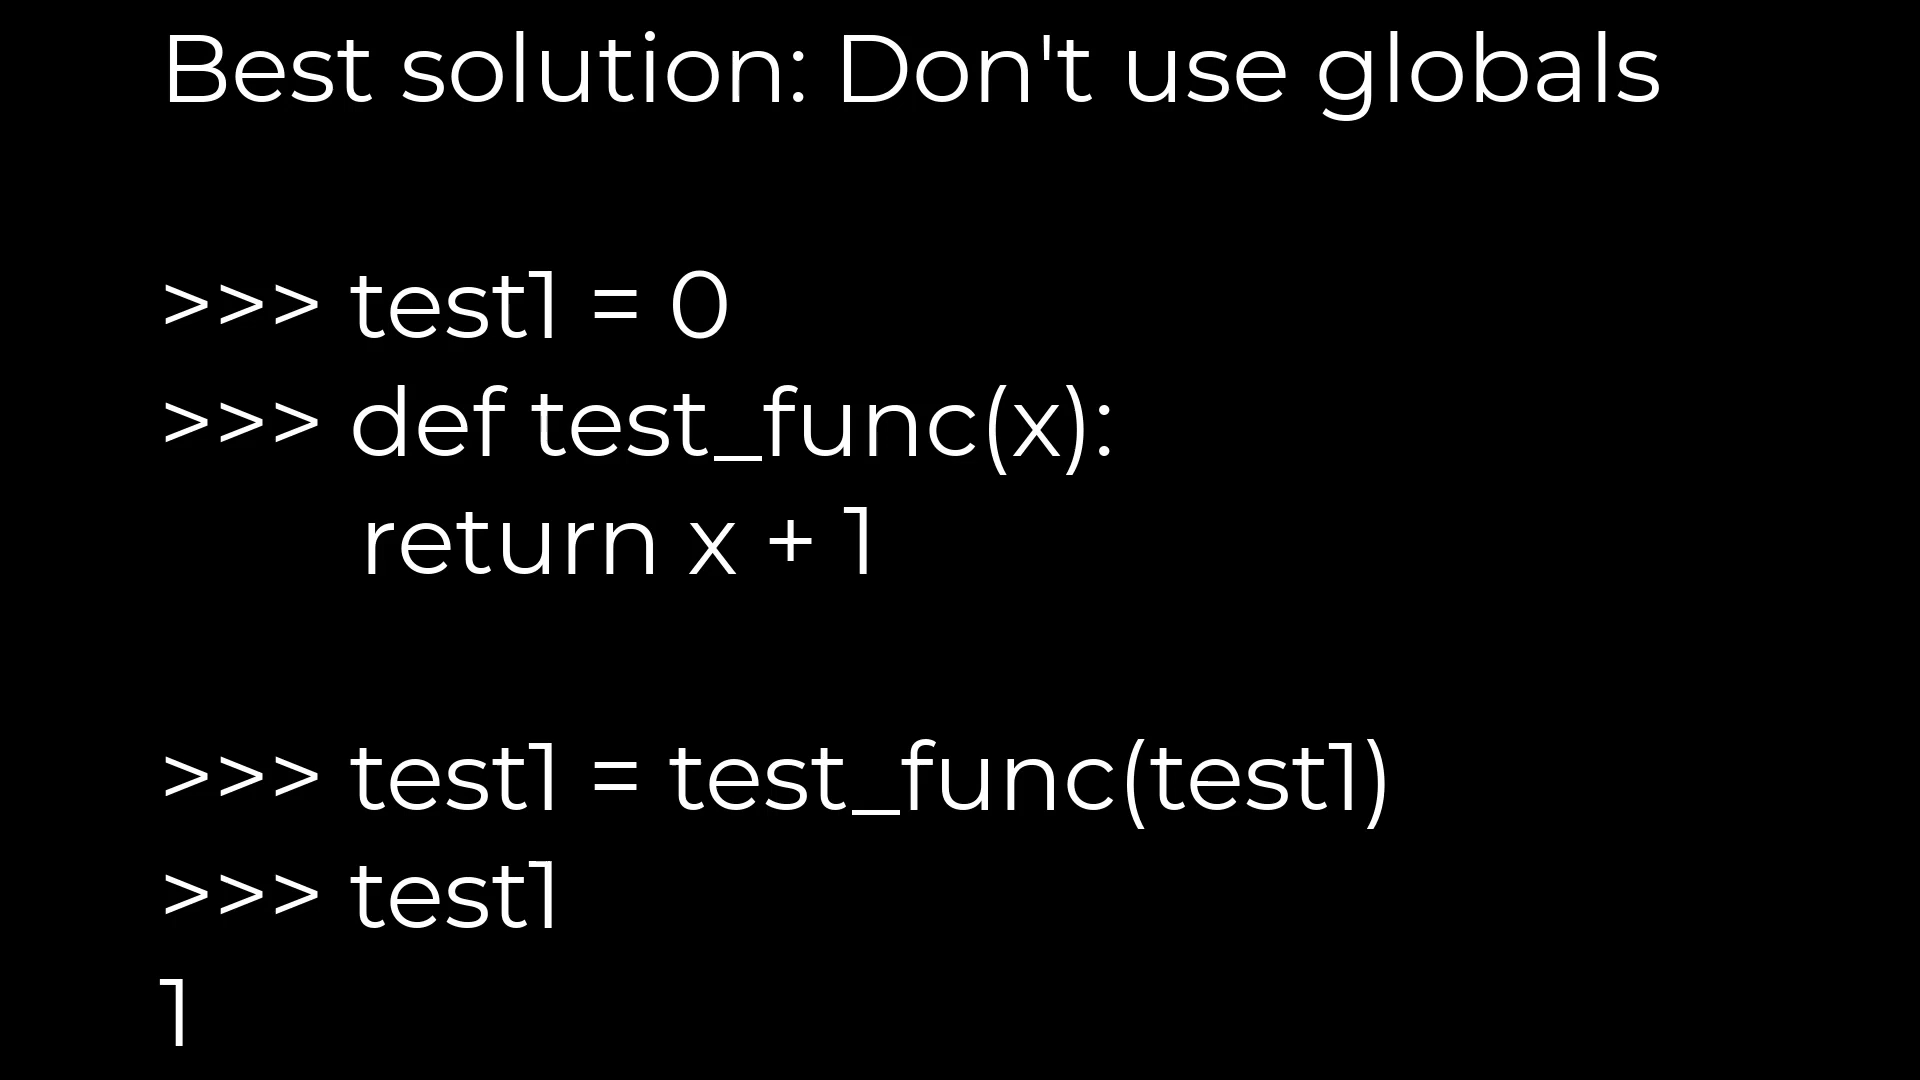 Best solution: Don't use globals
>>> test1 = 0
>>> def test_func(x):
return x + 1
>>> test1 = test_func(test1)
>>> test1
1